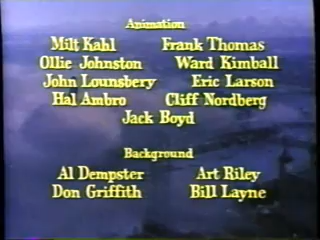 Animation
Milt Kahl Frank Thomas
Ollie Johnston Ward Kimball
John Lounsbery Eric Larson
Hal Ambro Cliff Nordberg
Jack Boyd
Background
Al Dempster Art Riley
Don Griffith Bill Layne